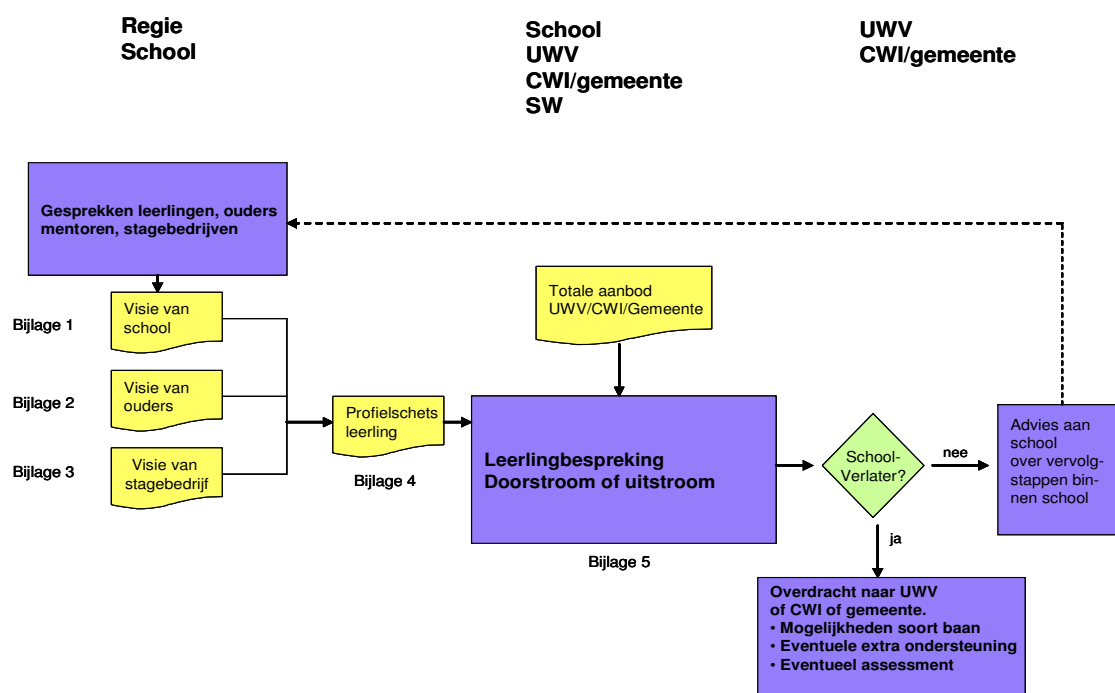 Regie
School
School
UWV
CWI/gemeente
SW
UWV
CWI/gemeente
Gesprekken leerlingen, ouders
mentoren, stagebedrijven
Bijlage 1
Visie van
school
Bijlage 2
Visie van
ouders
Bijlage 3
Visie van
stagebedrijf
Profielschets
leerling
Bijlage 4
Totale aanbod
UWV/CWI/Gemeente
Leerlingbespreking
Doorstroom of uitstroom
Bijlage 5
School-
Verlater?
nee
ja
Advies aan
school
over vervolg-
stappen bin-
nen school
Overdracht naar UWV
of CWI of gemeente.
• Mogelijkheden soort baan
• Eventuele extra ondersteuning
• Eventueel assessment